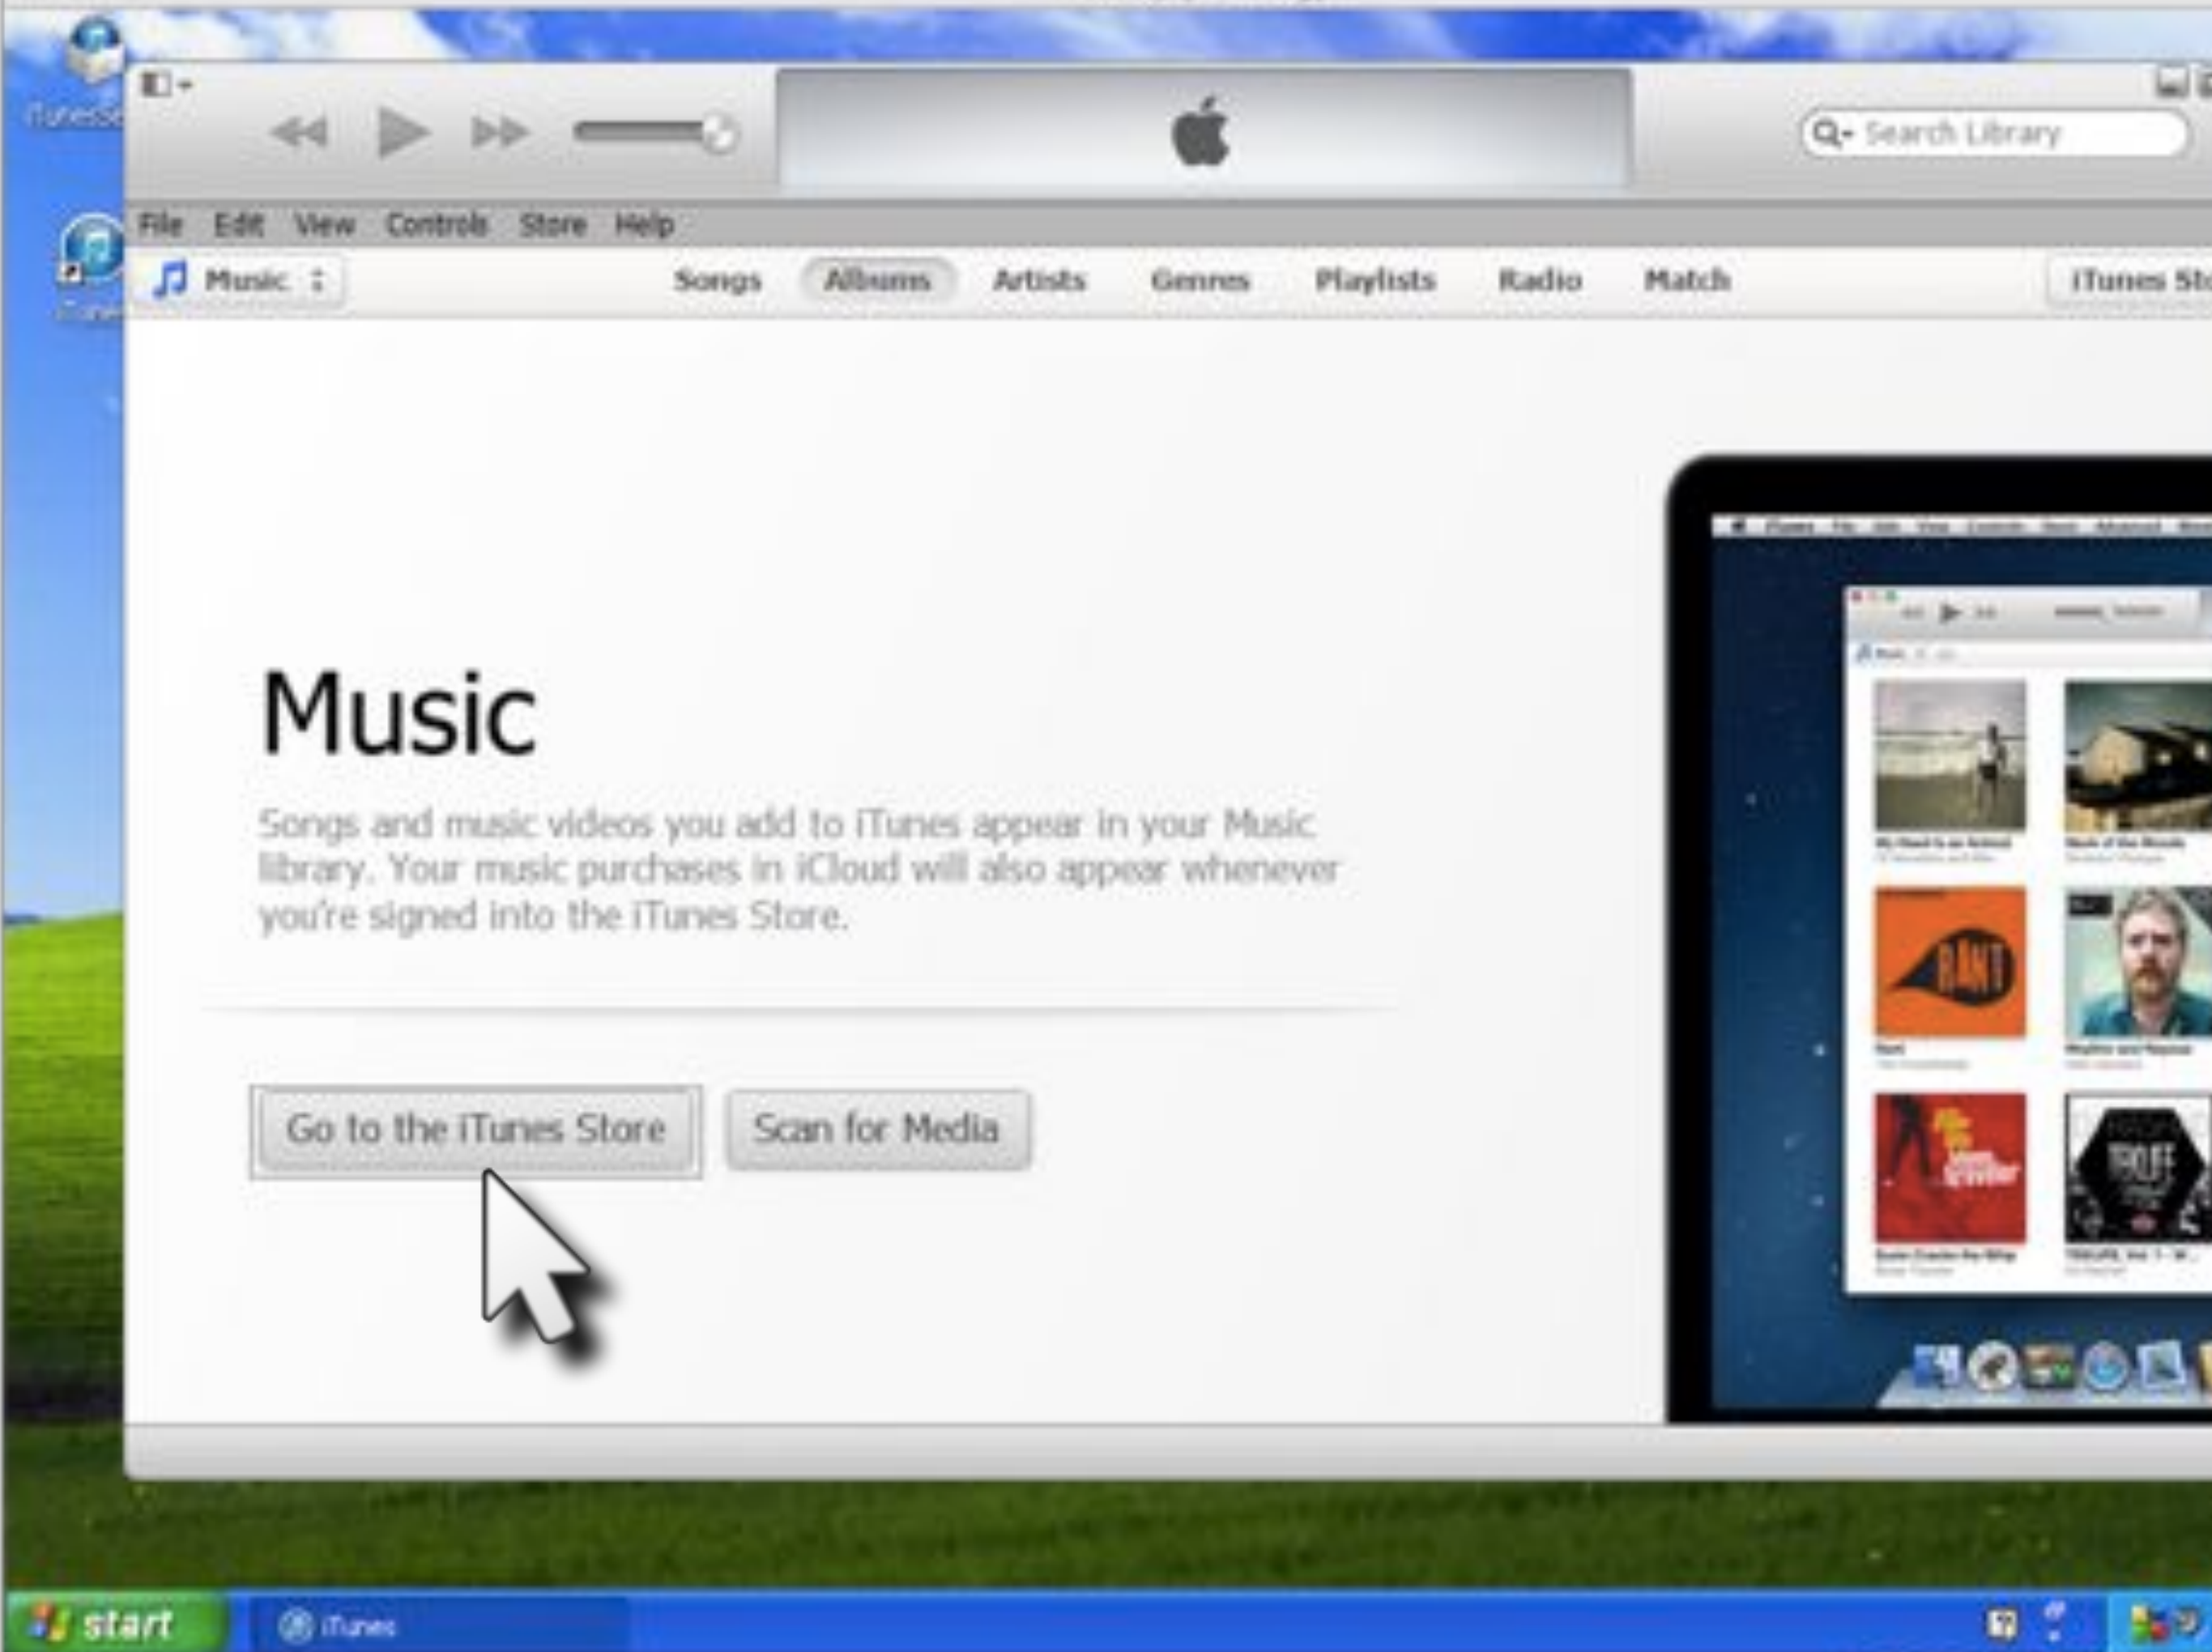 Search Library
File Edit View Controls Store Help
Music
Songs Albums Artists Genres Playlists Radio Match
iTunes
Music
Songs and music videos you add to iTunes appear in your Music
library. Your music purchases in iCloud will also appear whenever
you're signed into the iTunes Store.
Go to the iTunes Store
Scan for Media
RANT
start
iTunes